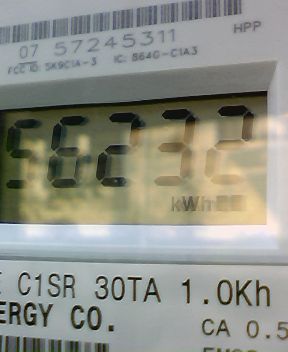 07 57245311
HPP
FCC ID: SK9C1A-3 IC: 864G-C1A3
56232
kWh
E C1SR 30TA 1.0Kh
ERGY CO.
CA 0.5